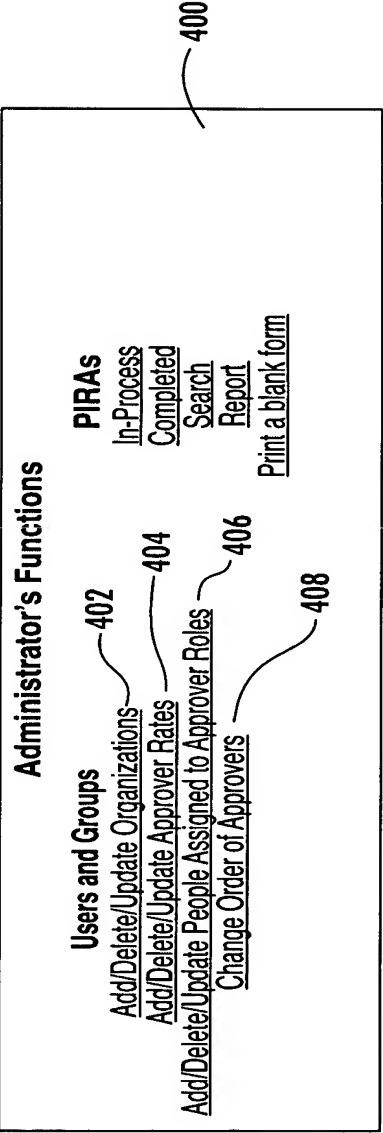 Administrator's Functions
Users and Groups
Add/Delete/Update Organizations
402
Add/Delete/Update Approver Rates
404
Add/Delete/Update People Assigned to Approver Roles
406
Change Order of Approvers
408
PIRAs
In-Process
Completed
Search
Report
Print a blank form
400